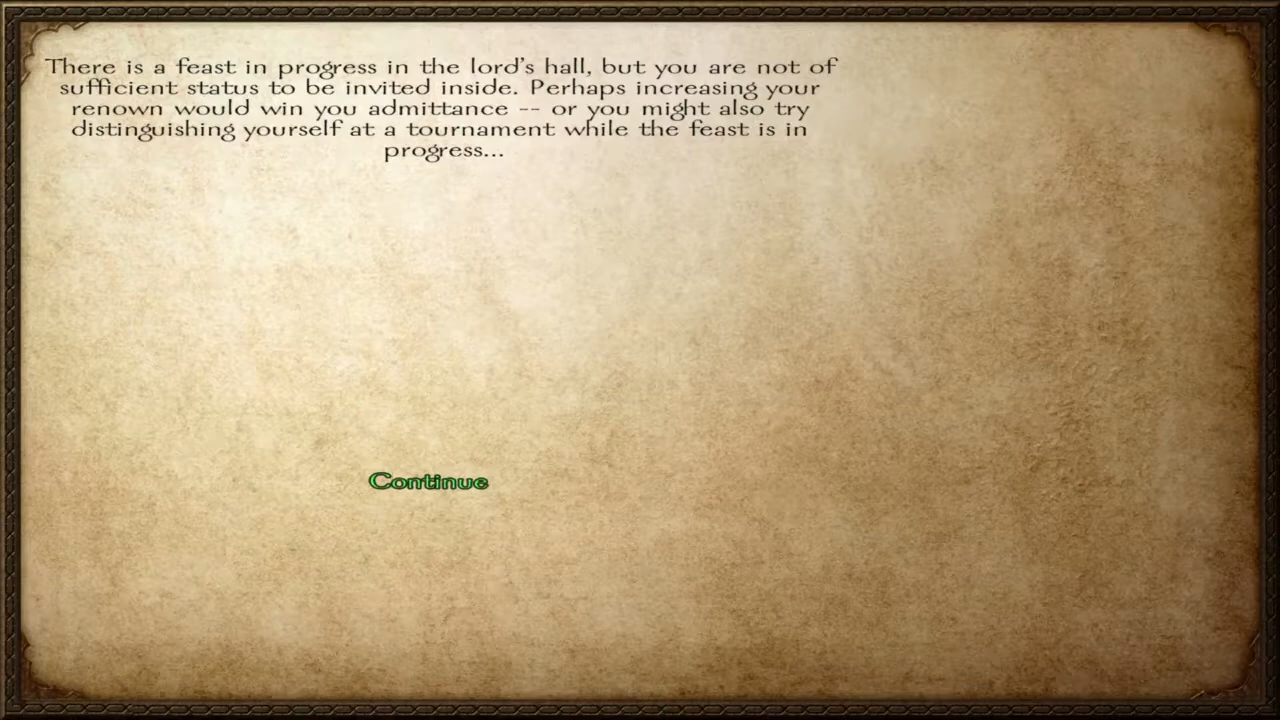 There is a feast in progress in the lord's hall, but you are not of
sufficient status to be invited inside. Perhaps increasing your
renown would win you admittance -- or you might also try
distinguishing yourself at a tournament while the feast is in
progress...
Continue